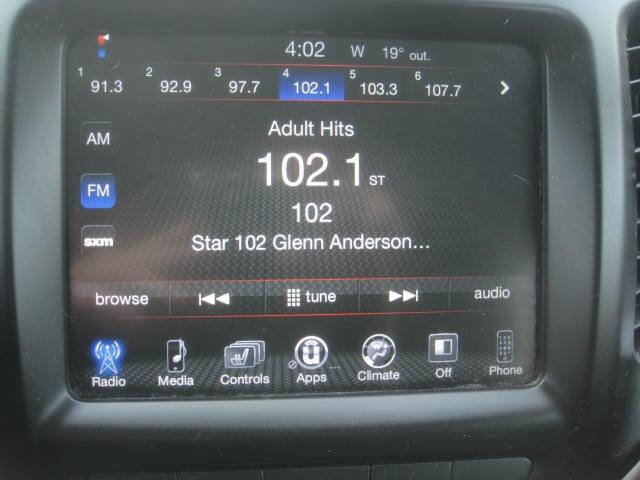 4:02 W 19° out.
1 91.3 2 92.9 3 97.7 4 102.1 5 103.3 6 107.7
Adult Hits
AM
102.1 ST
FM
102
sxm
Star 102 Glenn Anderson...
browse tune audio
Radio Media Controls Apps ... Climate Off Phone